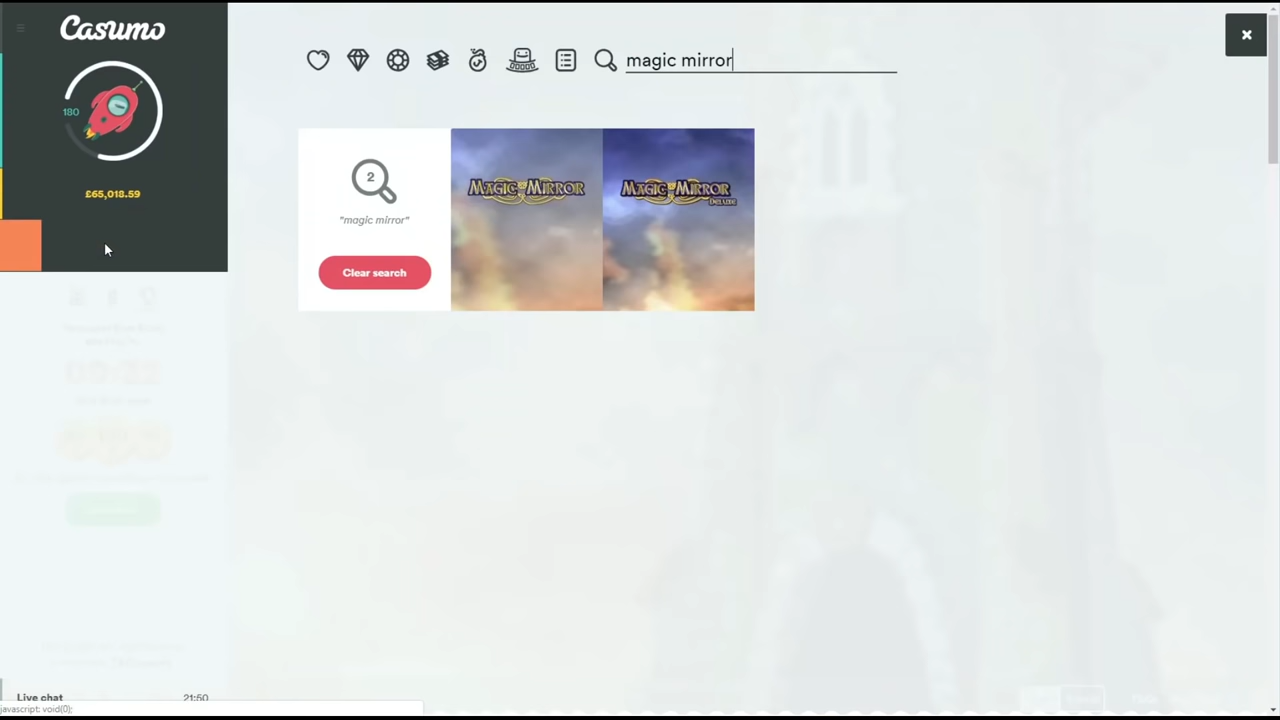 Casumo
180
£65,018.59
magic mirror
2
"magic mirror"
Clear search
MAGIC MIRROR
MAGIC MIRROR
DELUXE
Live chat
21:50
javascript: void(0);